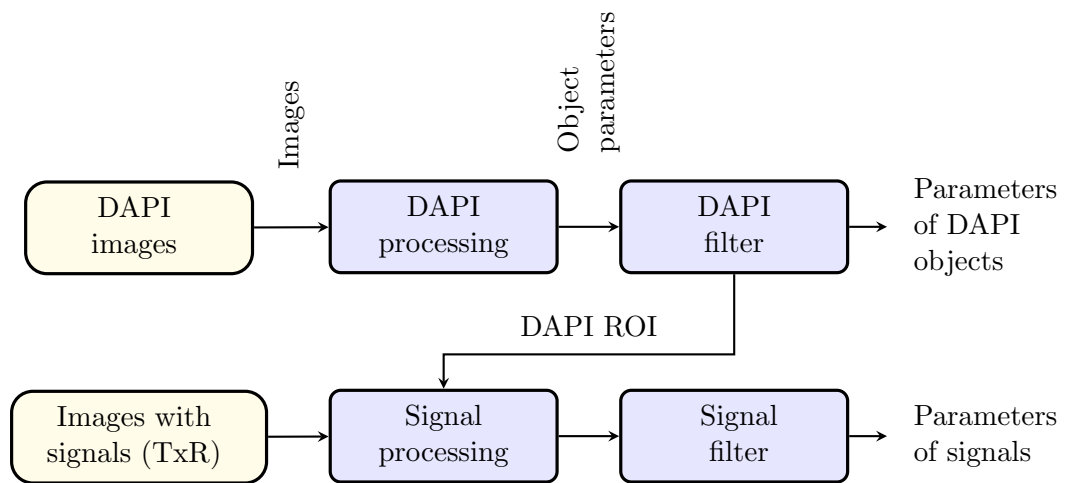 Images
Object
parameters
DAPI
images
DAPI
processing
DAPI
filter
Parameters
of DAPI
objects
DAPI ROI
Images with
signals (TxR)
Signal
processing
Signal
filter
Parameters
of signals